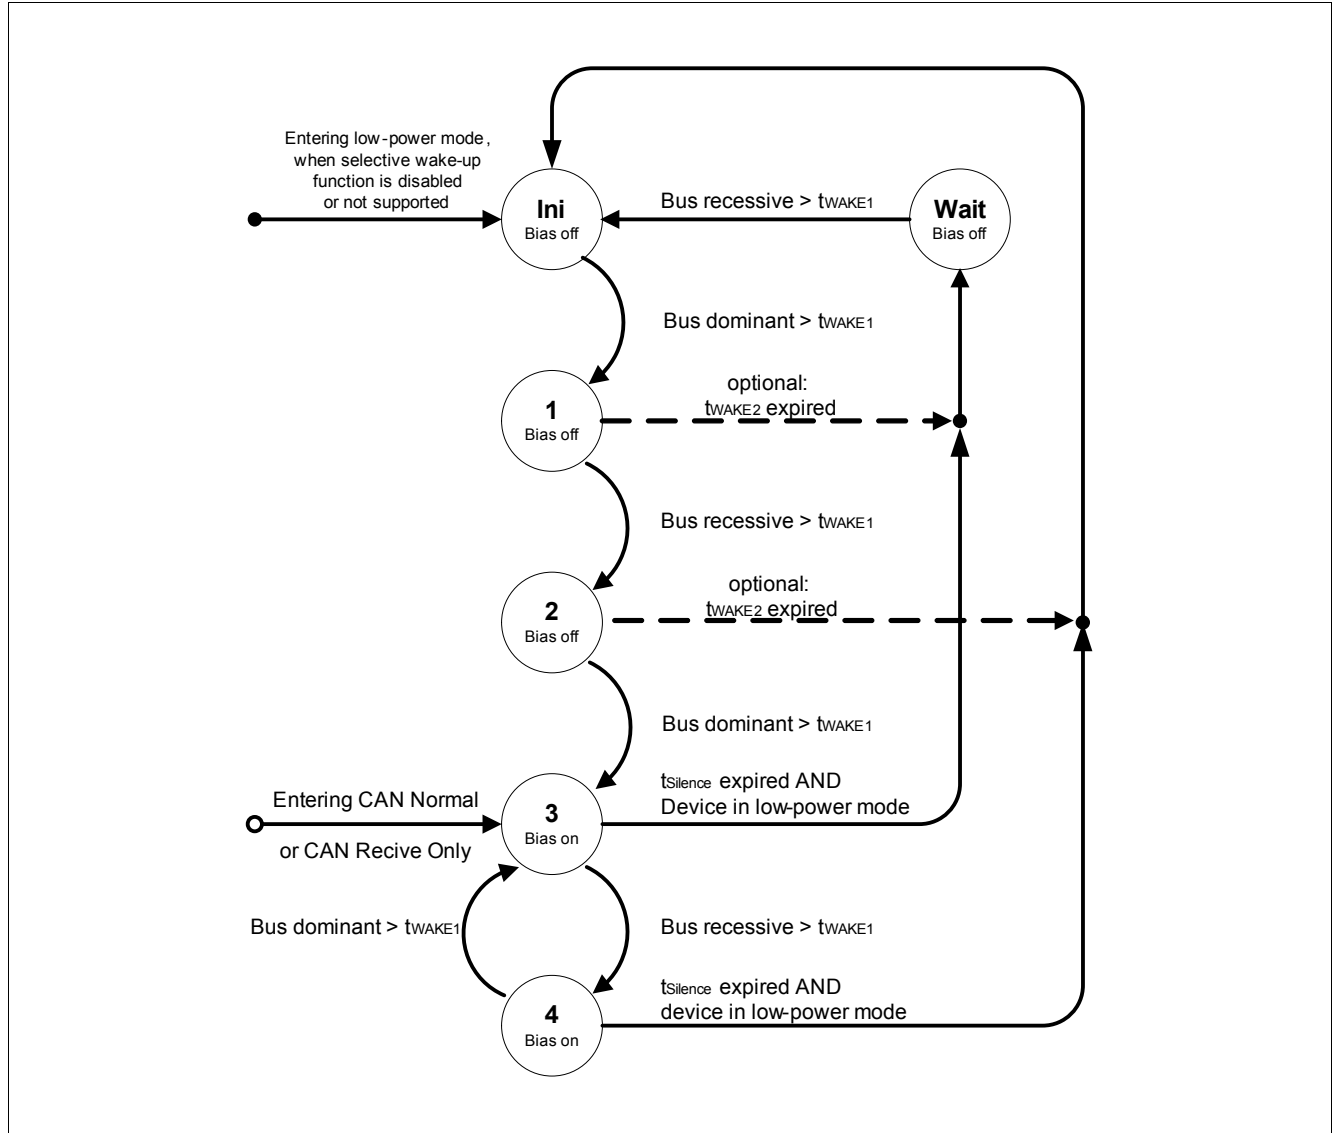 Entering low-power mode,
when selective wake-up
function is disabled
or not supported
Ini
Bias off
Bus recessive > tWAKE1
Wait
Bias off
Bus dominant > tWAKE1
1
Bias off
optional:
tWAKE2 expired
Bus recessive > tWAKE1
2
Bias off
optional:
tWAKE2 expired
Bus dominant > tWAKE1
Entering CAN Normal
or CAN Recive Only
3
Bias on
tSilence expired AND
Device in low-power mode
Bus dominant > tWAKE1
Bus recessive > tWAKE1
4
Bias on
tSilence expired AND
device in low-power mode